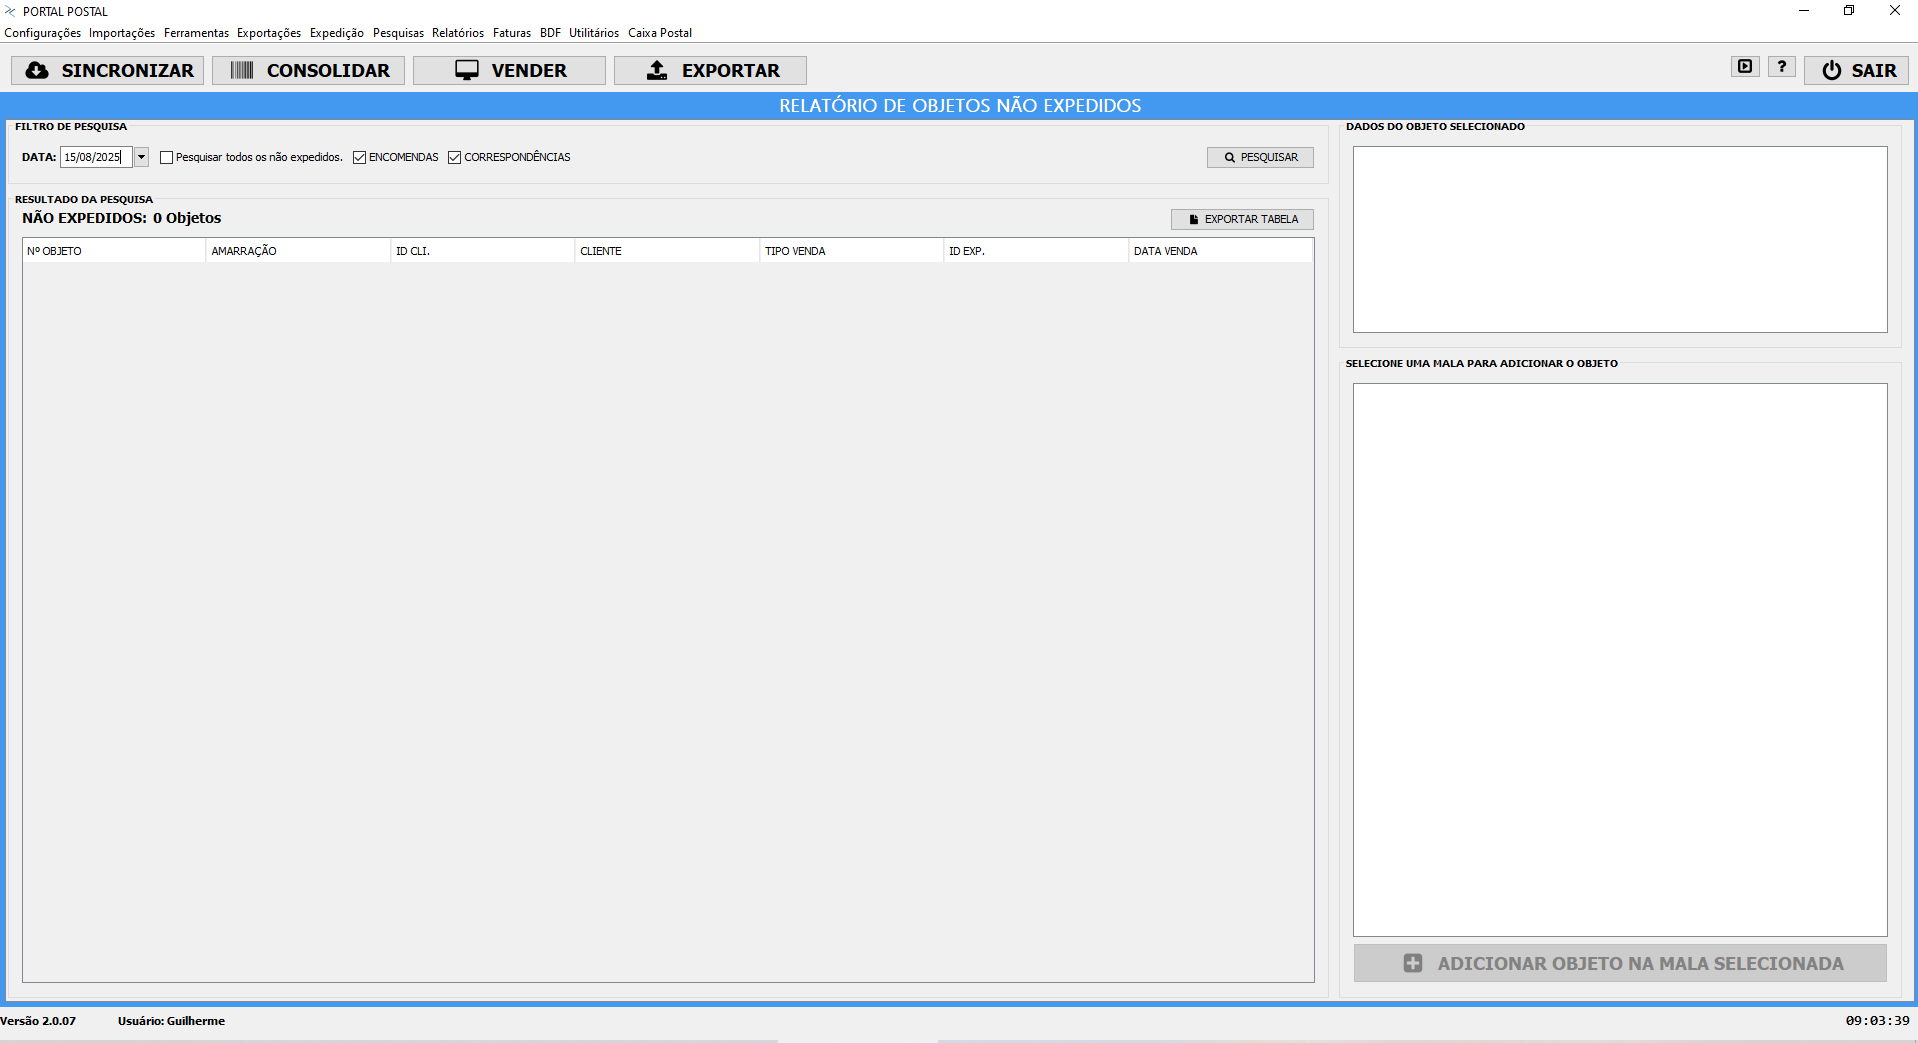 PORTAL POSTAL
Configurações Importações Ferramentas Exportações Expedição Pesquisas Relatórios Faturas BDF Utilitários Caixa Postal
SINCRONIZAR CONSOLIDAR VENDER EXPORTAR ? SAIR
RELATÓRIO DE OBJETOS NÃO EXPEDIDOS
FILTRO DE PESQUISA
DATA: 15/08/2025 Pesquisar todos os não expedidos. ENCOMENDAS CORRESPONDÊNCIAS PESQUISAR
RESULTADO DA PESQUISA
NÃO EXPEDIDOS: 0 Objetos EXPORTAR TABELA
Nº OBJETO AMARRAÇÃO ID CLI. CLIENTE TIPO VENDA ID EXP. DATA VENDA
DADOS DO OBJETO SELECIONADO
SELECIONE UMA MALA PARA ADICIONAR O OBJETO
ADICIONAR OBJETO NA MALA SELECIONADA
Versão 2.0.07 Usuário: Guilherme 09:03:39